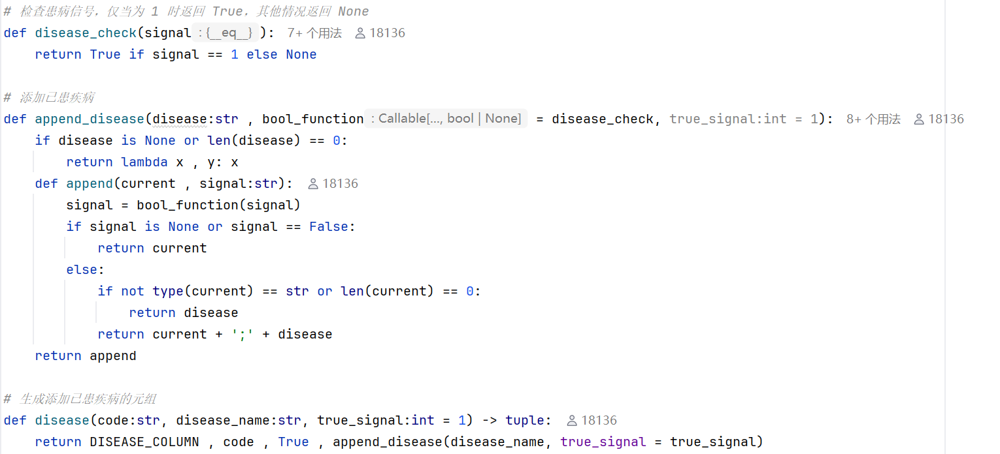 # 检查患病信号，仅当为 1 时返回 True，其他情况返回 None
def disease_check(signal : {__eq__} ): 7+ 个用法 18136
    return True if signal == 1 else None
# 添加已患疾病
def append_disease(disease:str , bool_function : Callable[..., bool | None] = disease_check, true_signal:int = 1): 8+ 个用法 18136
    if disease is None or len(disease) == 0:
        return lambda x , y: x
    def append(current , signal:str): 18136
        signal = bool_function(signal)
        if signal is None or signal == False:
            return current
        else:
            if not type(current) == str or len(current) == 0:
                return disease
            return current + ';' + disease
    return append
# 生成添加已患疾病的元组
def disease(code:str, disease_name:str, true_signal:int = 1) -> tuple: 18136
    return DISEASE_COLUMN , code , True , append_disease(disease_name, true_signal = true_signal)